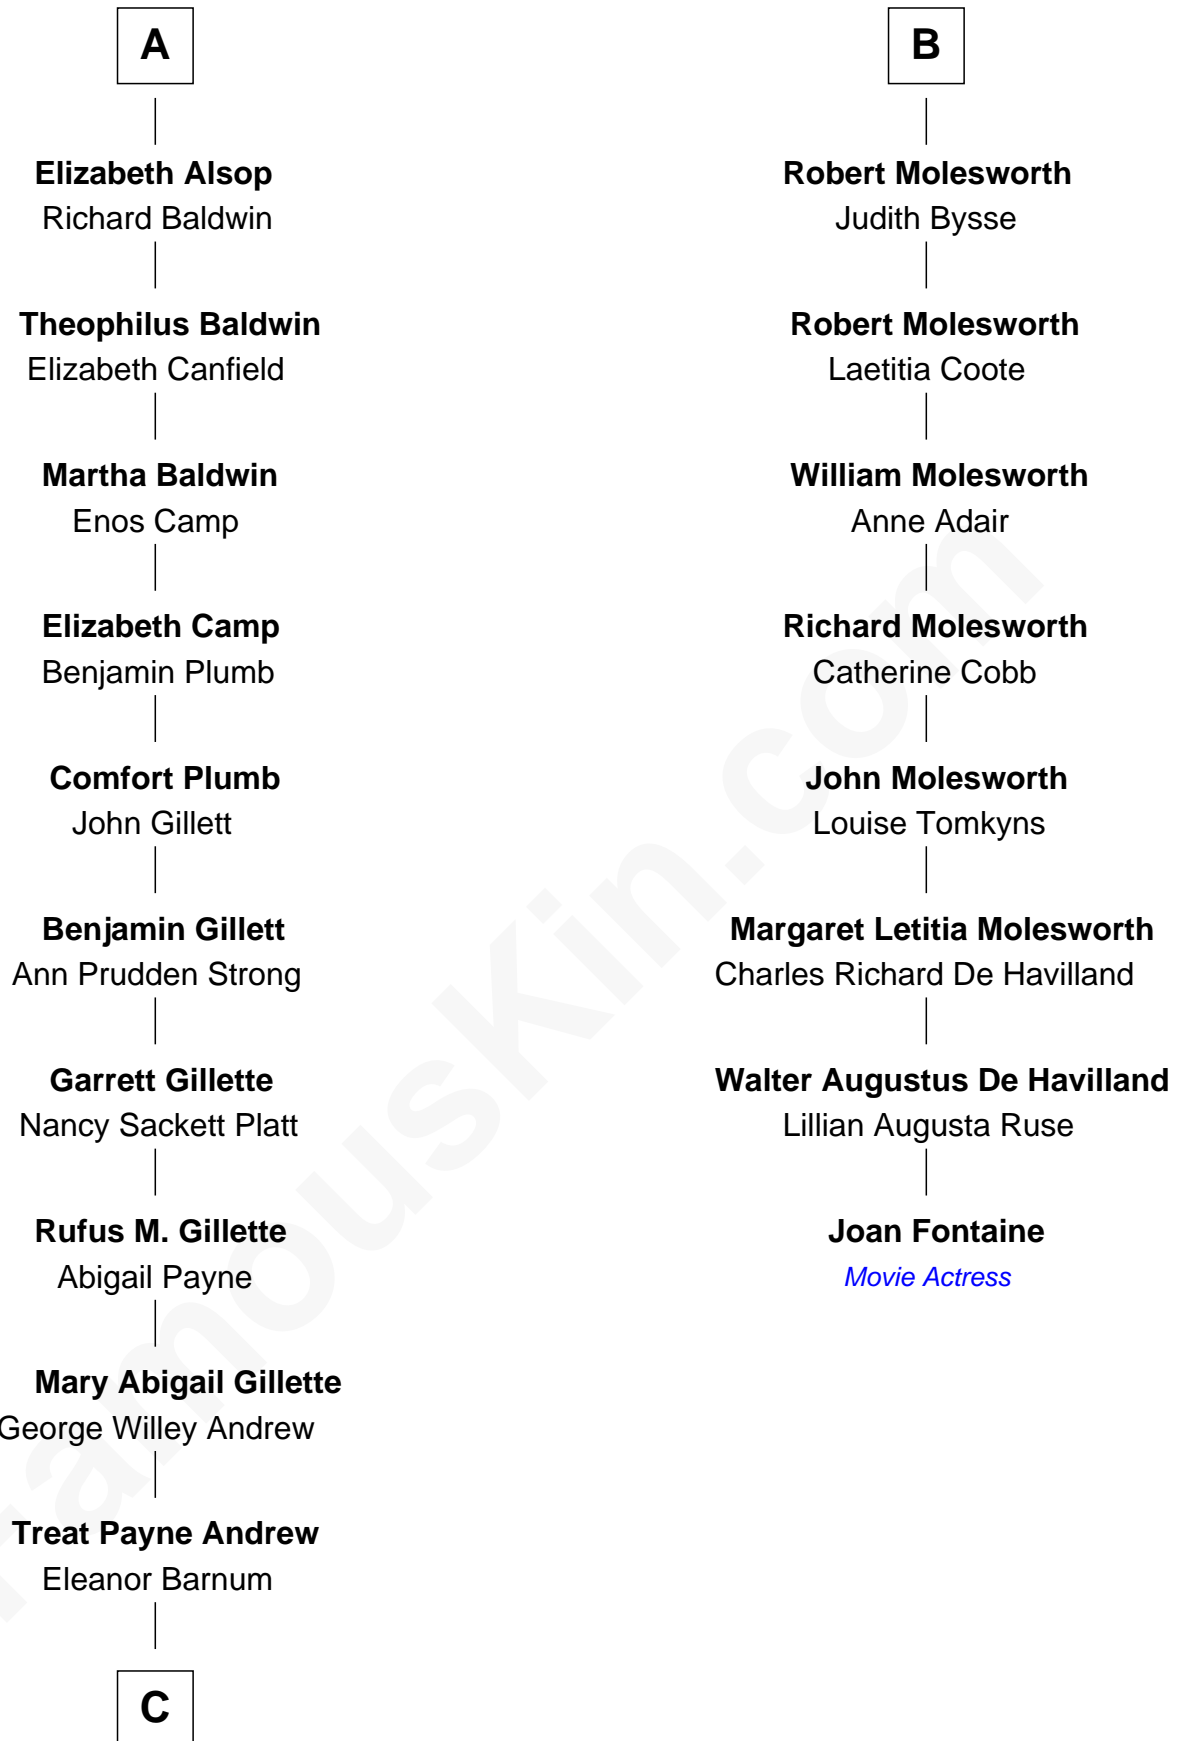 A
Elizabeth Alsop
Richard Baldwin
Theophilus Baldwin
Elizabeth Canfield
Martha Baldwin
Enos Camp
Elizabeth Camp
Benjamin Plumb
Comfort Plumb
John Gillett
Benjamin Gillett
Ann Prudden Strong
Garrett Gillette
Nancy Sackett Platt
Rufus M. Gillette
Abigail Payne
Mary Abigail Gillette
George Willey Andrew
Treat Payne Andrew
Eleanor Barnum
C
B
Robert Molesworth
Judith Bysse
Robert Molesworth
Laetitia Coote
William Molesworth
Anne Adair
Richard Molesworth
Catherine Cobb
John Molesworth
Louise Tomkyns
Margaret Letitia Molesworth
Charles Richard De Havilland
Walter Augustus De Havilland
Lillian Augusta Ruse
Joan Fontaine
Movie Actress
FamousKin.com